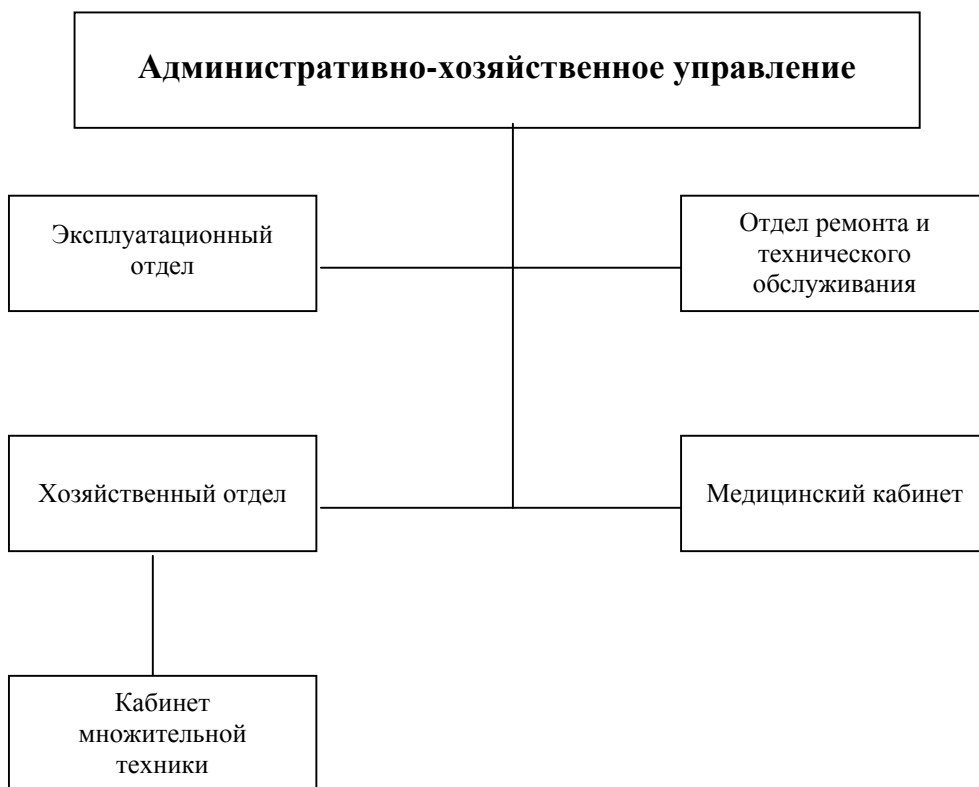 Административно-хозяйственное управление
Эксплуатационный
отдел
Отдел ремонта и
технического
обслуживания
Хозяйственный отдел
Медицинский кабинет
Кабинет
множительной
техники